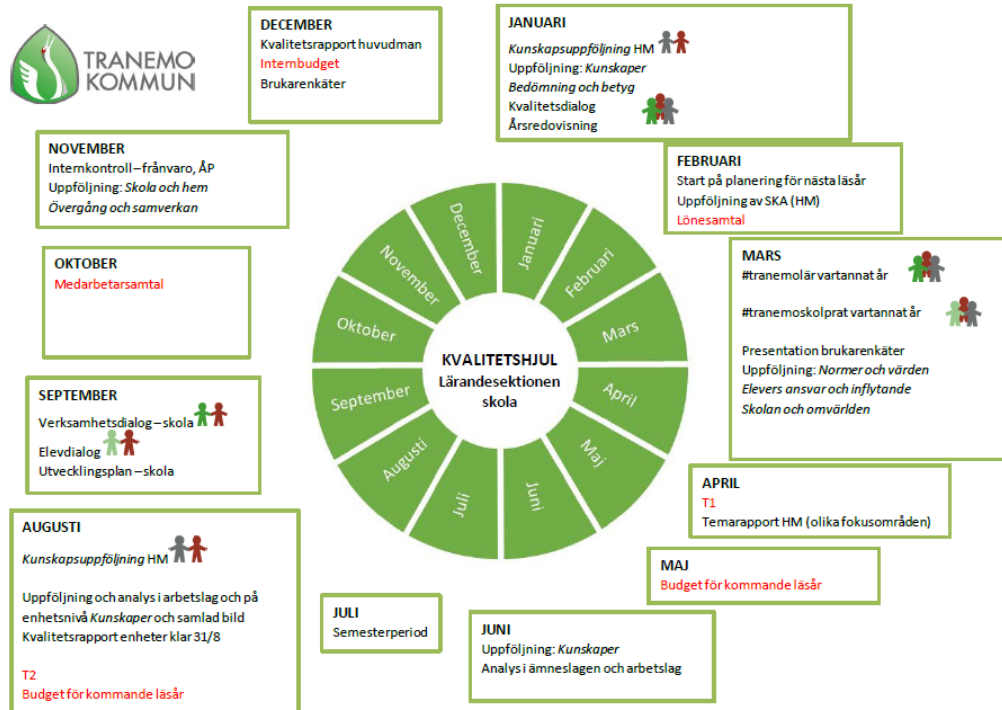 TRANEMO
KOMMUN
DECEMBER
Kvalitetsrapport huvudman
Internbudget
Brukarenkäter
JANUARI
Kunskapsuppföljning HM
Uppföljning: Kunskaper
Bedömning och betyg
Kvalitetsdialog
Årsredovisning
NOVEMBER
Internkontroll – frånvaro, ÅP
Uppföljning: Skola och hem
Övergång och samverkan
FEBRUARI
Start på planering för nästa läsår
Uppföljning av SKA (HM)
Lönesamtal
OKTOBER
Medarbetarsamtal
MARS
#tranemolär vartannat år
#tranemoskolprat vartannat år
Presentation brukarenkäter
Uppföljning: Normer och värden
Elevers ansvar och inflytande
Skolan och omvärlden
KVALITETSHJUL
Lärandesektionen
skola
Januari
Februari
Mars
April
Maj
Juni
Juli
Augusti
September
Oktober
November
December
SEPTEMBER
Verksamhetsdialog – skola
Elevdialog
Utvecklingsplan – skola
APRIL
T1
Temarapport HM (olika fokusområden)
AUGUSTI
Kunskapsuppföljning HM
Uppföljning och analys i arbetslag och på
enhetsnivå Kunskaper och samlad bild
Kvalitetsrapport enheter klar 31/8
T2
Budget för kommande läsår
MAJ
Budget för kommande läsår
JULI
Semesterperiod
JUNI
Uppföljning: Kunskaper
Analys i ämneslagen och arbetslag